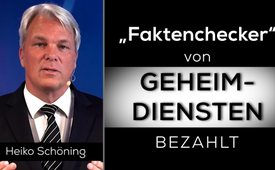 „Faktenchecker“
von
GEHEIM-
DIENSTEN
BEZAHLT
Heiko Schöning